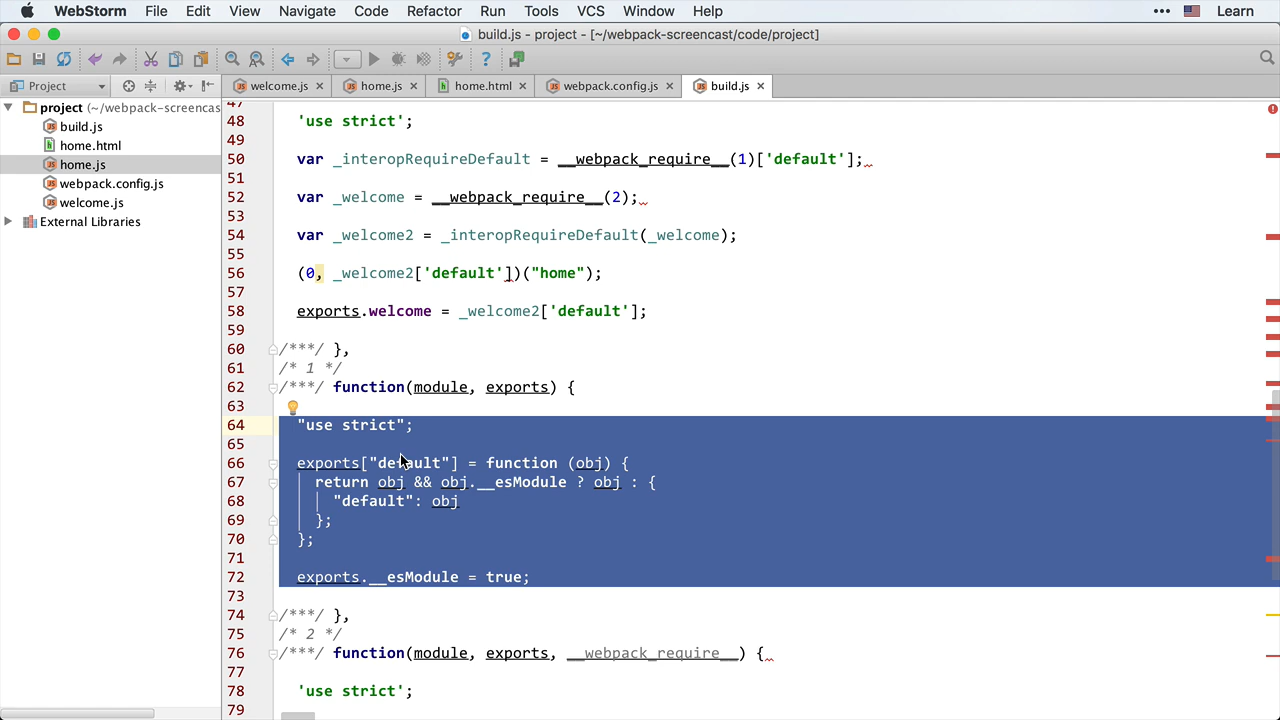 WebStorm File Edit View Navigate Code Refactor Run Tools VCS Window Help ••• Learn
build.js - project - [~/webpack-screencast/code/project]
Project welcome.js home.js home.html webpack.config.js build.js
project (~/webpack-screencas
build.js
home.html
home.js
webpack.config.js
welcome.js
External Libraries
47
48 'use strict';
49
50 var _interopRequireDefault = __webpack_require__(1)['default'];
51
52 var _welcome = __webpack_require__(2);
53
54 var _welcome2 = _interopRequireDefault(_welcome);
55
56 (0, _welcome2['default'])("home");
57
58 exports.welcome = _welcome2['default'];
59
60 /***/ },
61 /* 1 */
62 /***/ function(module, exports) {
63
64 "use strict";
65
66 exports["default"] = function (obj) {
67 return obj && obj.__esModule ? obj : {
68 "default": obj
69 };
70 };
71
72 exports.__esModule = true;
73
74 /***/ },
75 /* 2 */
76 /***/ function(module, exports, __webpack_require__) {
77
78 'use strict';
79